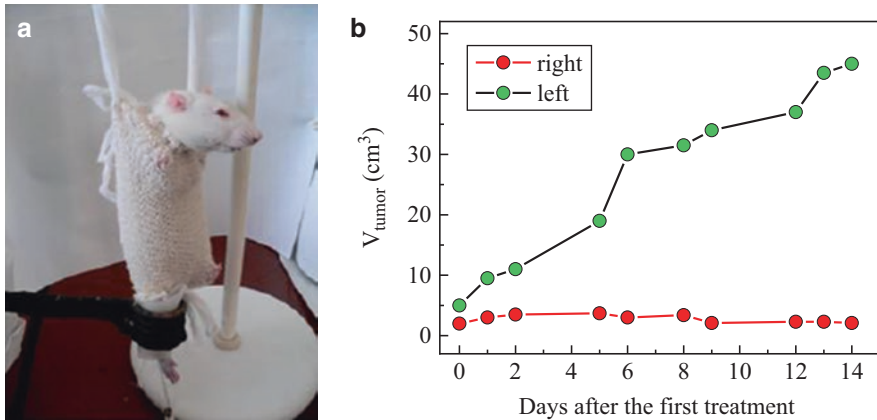 a
b
50
40
30
20
10
0
V_tumor (cm³)
right
left
0 2 4 6 8 10 12 14
Days after the first treatment